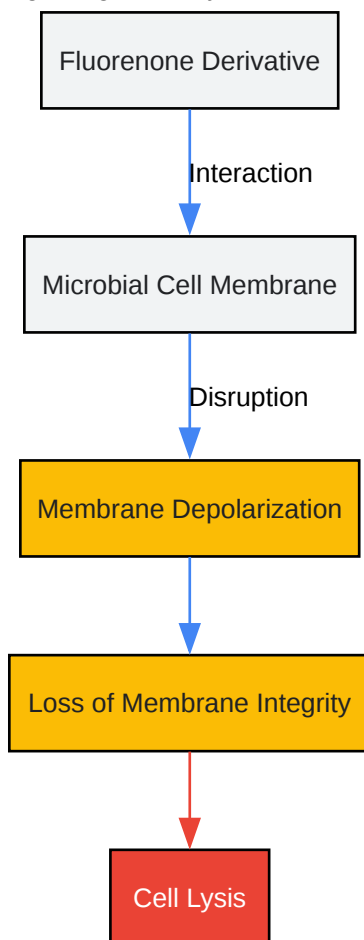 Fluorenone Derivative
Interaction
Microbial Cell Membrane
Disruption
Membrane Depolarization
Loss of Membrane Integrity
Cell Lysis